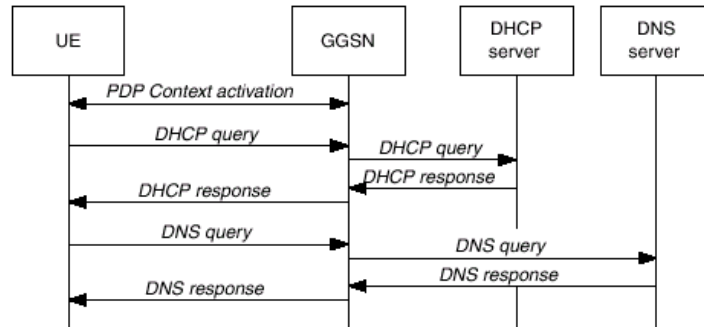 UE
GGSN
DHCP
server
DNS
server
PDP Context activation
DHCP query
DHCP query
DHCP response
DHCP response
DNS query
DNS query
DNS response
DNS response